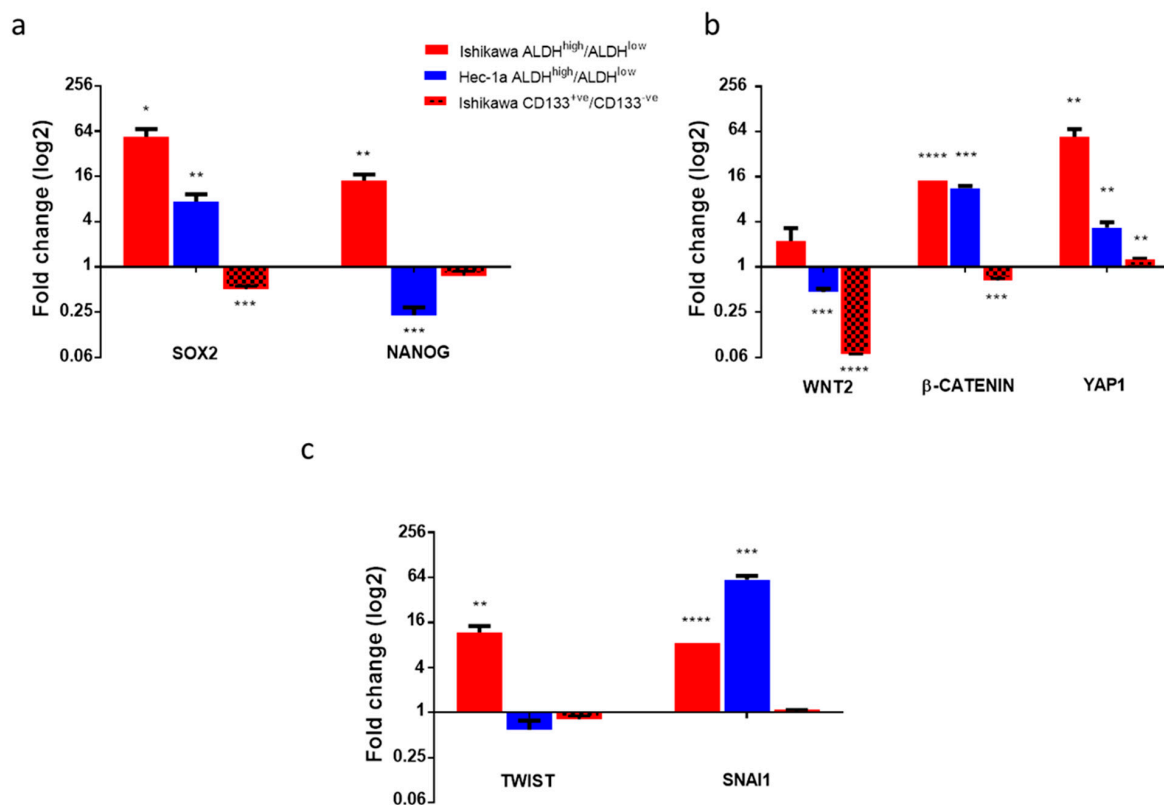 a
Ishikawa ALDHhigh/ALDHlow
Hec-1a ALDHhigh/ALDHlow
Ishikawa CD133+ve/CD133-ve
Fold change (log2)
256
64
16
4
1
0.25
0.06
*
**
***
**
***
SOX2
NANOG
b
Fold change (log2)
256
64
16
4
1
0.25
0.06
***
****
****
***
***
**
**
**
WNT2
β-CATENIN
YAP1
c
Fold change (log2)
256
64
16
4
1
0.25
0.06
**
****
***
TWIST
SNAI1